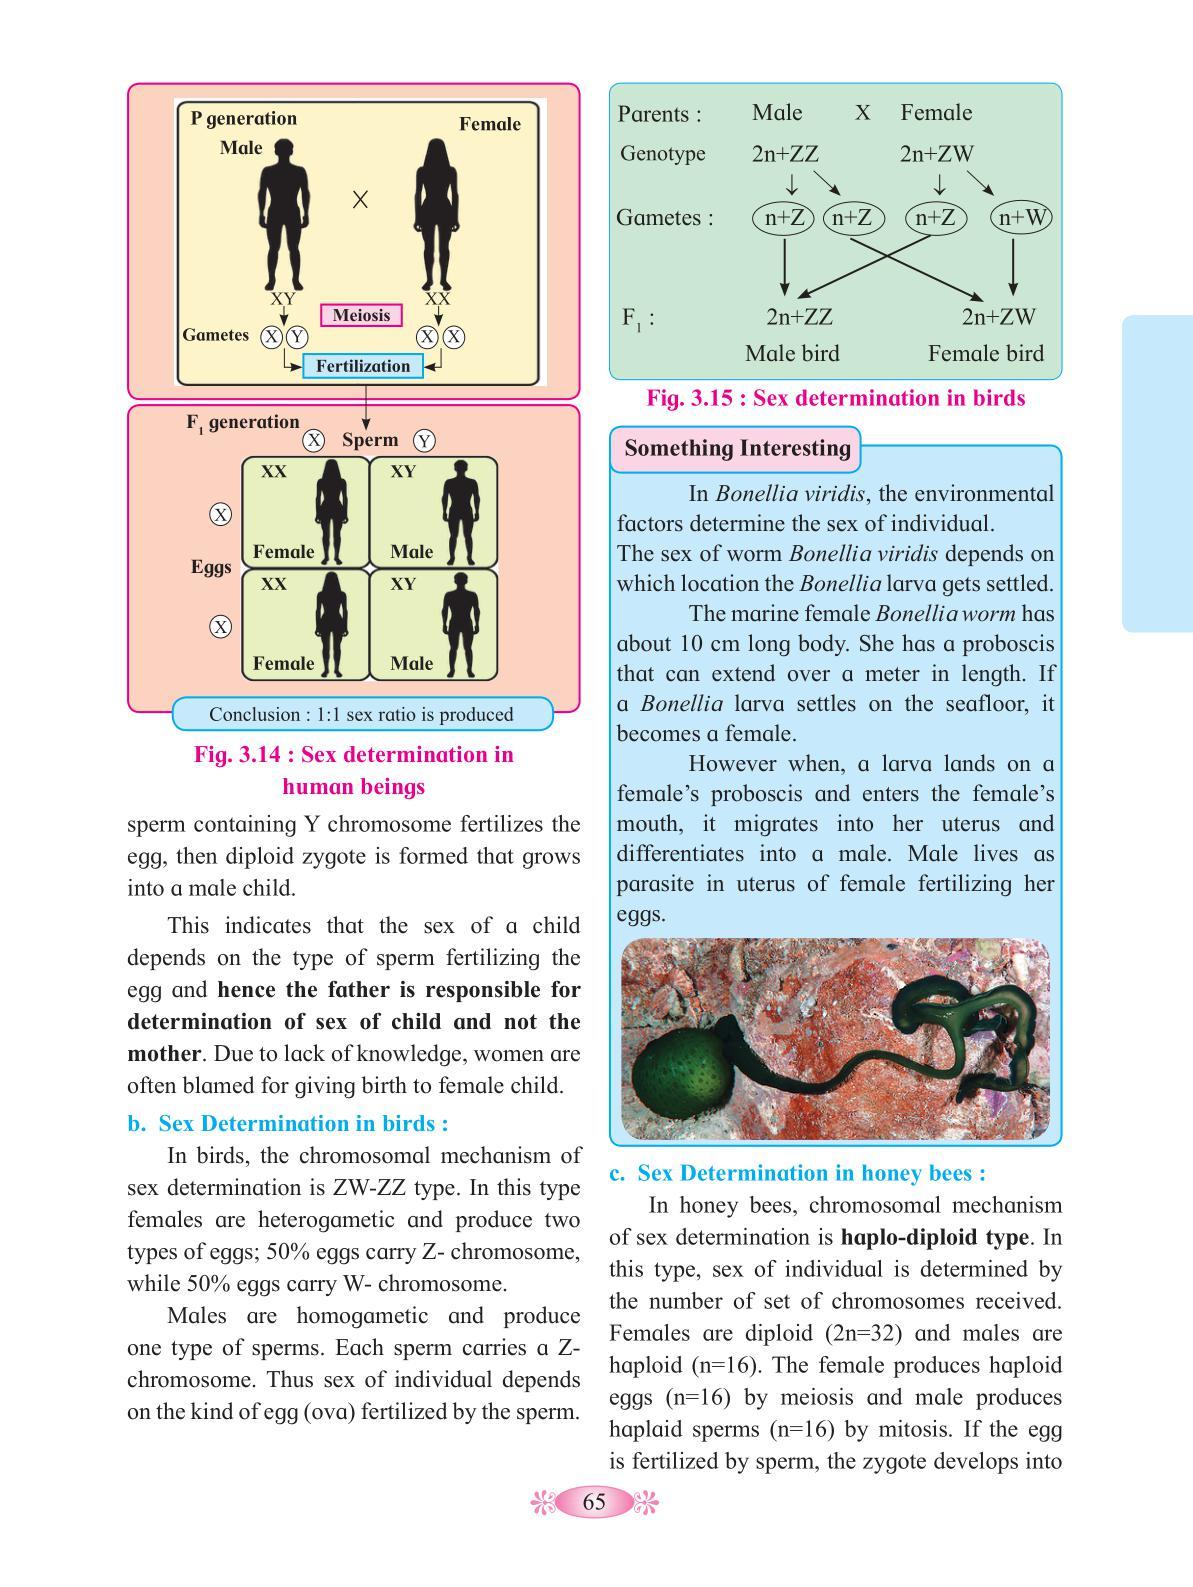 P generation
Male
Female
X
XY
XX
Meiosis
Gametes X Y X X
Fertilization
F1 generation
X Sperm Y
XX
XY
X
Female
Male
Eggs
XX
XY
X
Female
Male
Conclusion : 1:1 sex ratio is produced
Fig. 3.14 : Sex determination in
human beings
sperm containing Y chromosome fertilizes the
egg, then diploid zygote is formed that grows
into a male child.
This indicates that the sex of a child
depends on the type of sperm fertilizing the
egg and hence the father is responsible for
determination of sex of child and not the
mother. Due to lack of knowledge, women are
often blamed for giving birth to female child.
b. Sex Determination in birds :
In birds, the chromosomal mechanism of
sex determination is ZW-ZZ type. In this type
females are heterogametic and produce two
types of eggs; 50% eggs carry Z- chromosome,
while 50% eggs carry W- chromosome.
Males are homogametic and produce
one type of sperms. Each sperm carries a Z-
chromosome. Thus sex of individual depends
on the kind of egg (ova) fertilized by the sperm.
Parents : Male X Female
Genotype 2n+ZZ 2n+ZW
Gametes : n+Z n+Z n+Z n+W
F1 : 2n+ZZ 2n+ZW
Male bird Female bird
Fig. 3.15 : Sex determination in birds
Something Interesting
In Bonellia viridis, the environmental
factors determine the sex of individual.
The sex of worm Bonellia viridis depends on
which location the Bonellia larva gets settled.
The marine female Bonellia worm has
about 10 cm long body. She has a proboscis
that can extend over a meter in length. If
a Bonellia larva settles on the seafloor, it
becomes a female.
However when, a larva lands on a
female's proboscis and enters the female's
mouth, it migrates into her uterus and
differentiates into a male. Male lives as
parasite in uterus of female fertilizing her
eggs.
c. Sex Determination in honey bees :
In honey bees, chromosomal mechanism
of sex determination is haplo-diploid type. In
this type, sex of individual is determined by
the number of set of chromosomes received.
Females are diploid (2n=32) and males are
haploid (n=16). The female produces haploid
eggs (n=16) by meiosis and male produces
haplaid sperms (n=16) by mitosis. If the egg
is fertilized by sperm, the zygote develops into
65